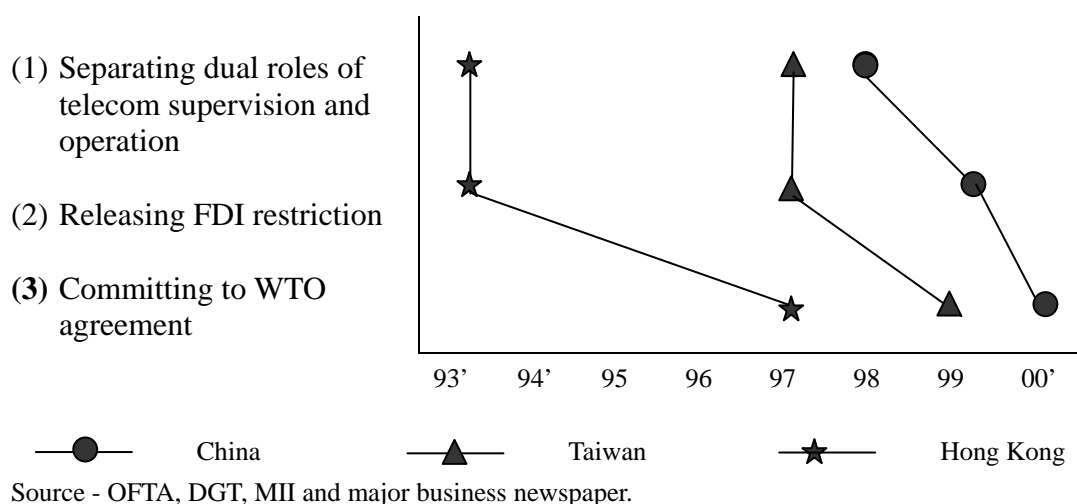 (1) Separating dual roles of
telecom supervision and
operation
(2) Releasing FDI restriction
(3) Committing to WTO
agreement
93’ 94’ 95 96 97 98 99 00’
China Taiwan Hong Kong
Source - OFTA, DGT, MII and major business newspaper.